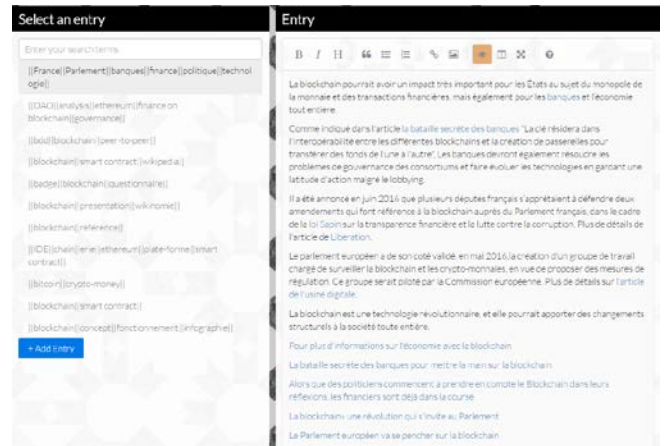 Select an entry
Enter your search terms
||France||Parlement||banques||finance||politique||technol
ogie||
||DAO||analysis||ethereum||finance on
blockchain||governance||
||bdd||blockchain||peer-to-peer||
||blockchain||smart contract||wikipedia||
||badge||blockchain||questionnaire||
||blockchain||presentation||wikinomie||
||blockchain||reference||
||IDE||chain||eris||ethereum||plate-forme||smart
contract||
||bitcoin||crypto-money||
||blockchain||smart contract||
||blockchain||concept||fonctionnement||infographie||
+ Add Entry
Entry
B I H
La blockchain pourrait avoir un impact très important pour les États au sujet du monopole de
la monnaie et des transactions financières, mais également pour les banques et l'économie
tout entière.
Comme indiqué dans l'article la bataille secrète des banques "La clé résidera dans
l'interopérabilité entre les différentes blockchains et la création de passerelles pour
transférer des fonds de l'une à l'autre". Les banques devront également résoudre les
problèmes de gouvernance des consortiums et faire évoluer les technologies en gardant une
latitude d'action malgré le lobbying.
Il a été annoncé en juin 2016 que plusieurs députes français s'apprêtaient à défendre deux
amendements qui font référence à la blockchain auprès du Parlement français, dans le cadre
de la loi Sapin sur la transparence financière et la lutte contre la corruption. Plus de détails de
l'article de Liberation.
Le parlement européen a de son coté validé, en mai 2016, la création d'un groupe de travail
chargé de surveiller la blockchain et les crypto-monnaies, en vue de proposer des mesures de
régulation. Ce groupe serait piloté par la Commission européenne. Plus de détails sur l'article
de l'usine digitale.
La blockchain est une technologie révolutionnaire, et elle pourrait apporter des changements
structurels à la société toute entière.
Pour plus d'informations sur l'économie avec la blockchain
La bataille secrète des banques pour mettre la main sur la blockchain
Alors que des politiciens commencent à prendre en compte le Blockchain dans leurs
réflexions, les financiers sont déjà dans la course
La blockchain« une révolution qui s'invite au Parlement
Le Parlement européen va se pencher sur la blockchain